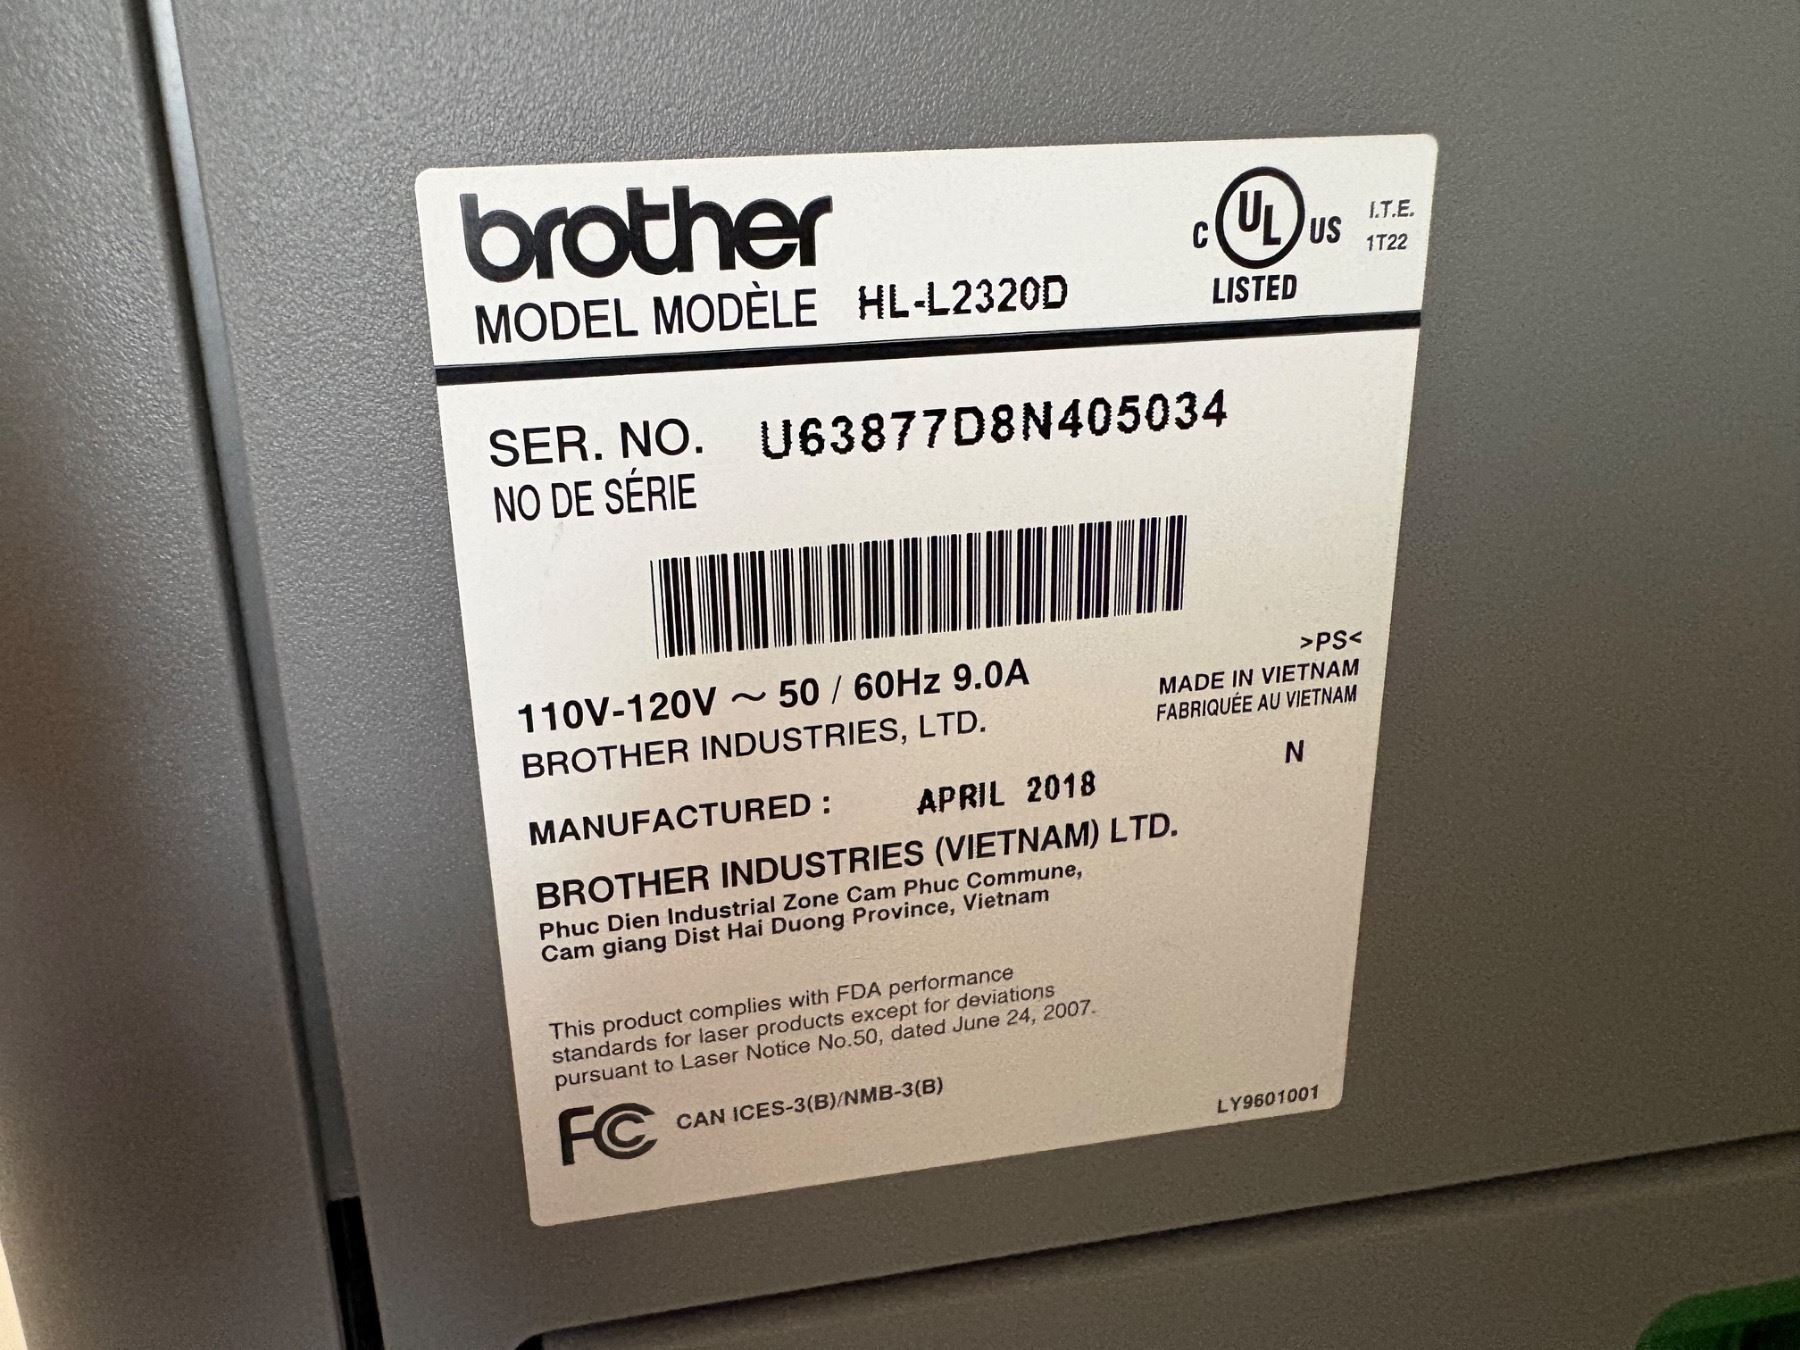 brother
MODEL MODÈLE HL-L2320D
C UL US
LISTED
I.T.E.
1T22
SER. NO. U63877D8N405034
NO DE SÉRIE
110V-120V ~ 50 / 60Hz 9.0A
BROTHER INDUSTRIES, LTD.
>PS<
MADE IN VIETNAM
FABRIQUÉE AU VIETNAM
N
MANUFACTURED : APRIL 2018
BROTHER INDUSTRIES (VIETNAM) LTD.
Phuc Dien Industrial Zone Cam Phuc Commune,
Cam giang Dist Hai Duong Province, Vietnam
This product complies with FDA performance
standards for laser products except for deviations
pursuant to Laser Notice No.50, dated June 24, 2007.
FC CAN ICES-3(B)/NMB-3(B)
LY9601001